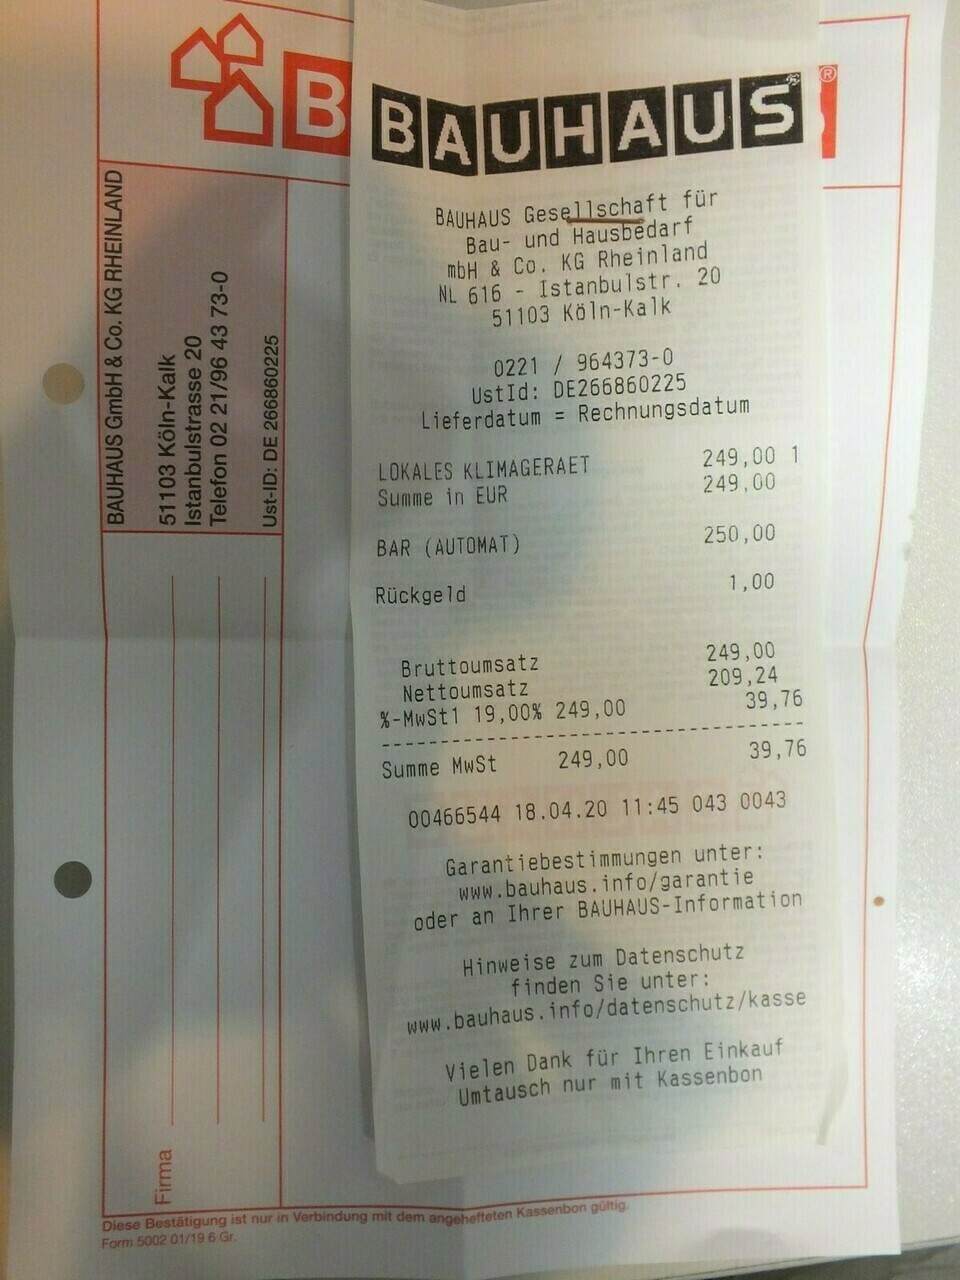 BAUHAUS
BAUHAUS Gesellschaft für
Bau- und Hausbedarf
mbH & Co. KG Rheinland
NL 616 - Istanbulstr. 20
51103 Köln-Kalk
0221 / 964373-0
UstId: DE266860225
Lieferdatum = Rechnungsdatum
LOKALES KLIMAGERAET 249,00 1
Summe in EUR 249,00
BAR (AUTOMAT) 250,00
Rückgeld 1,00
Bruttoumsatz 249,00
Nettoumsatz 209,24
%-MwSt1 19,00% 249,00 39,76
Summe MwSt 249,00 39,76
00466544 18.04.20 11:45 043 0043
Garantiebestimmungen unter:
www.bauhaus.info/garantie
oder an Ihrer BAUHAUS-Information
Hinweise zum Datenschutz
finden Sie unter:
www.bauhaus.info/datenschutz/kasse
Vielen Dank für Ihren Einkauf
Umtausch nur mit Kassenbon
B
®
BAUHAUS GmbH & Co. KG RHEINLAND
51103 Köln-Kalk
Istanbulstrasse 20
Telefon 02 21/96 43 73-0
Ust-ID: DE 266860225
Firma
Diese Bestätigung ist nur in Verbindung mit dem angehefteten Kassenbon gültig.
Form 5002 01/19 6 Gr.